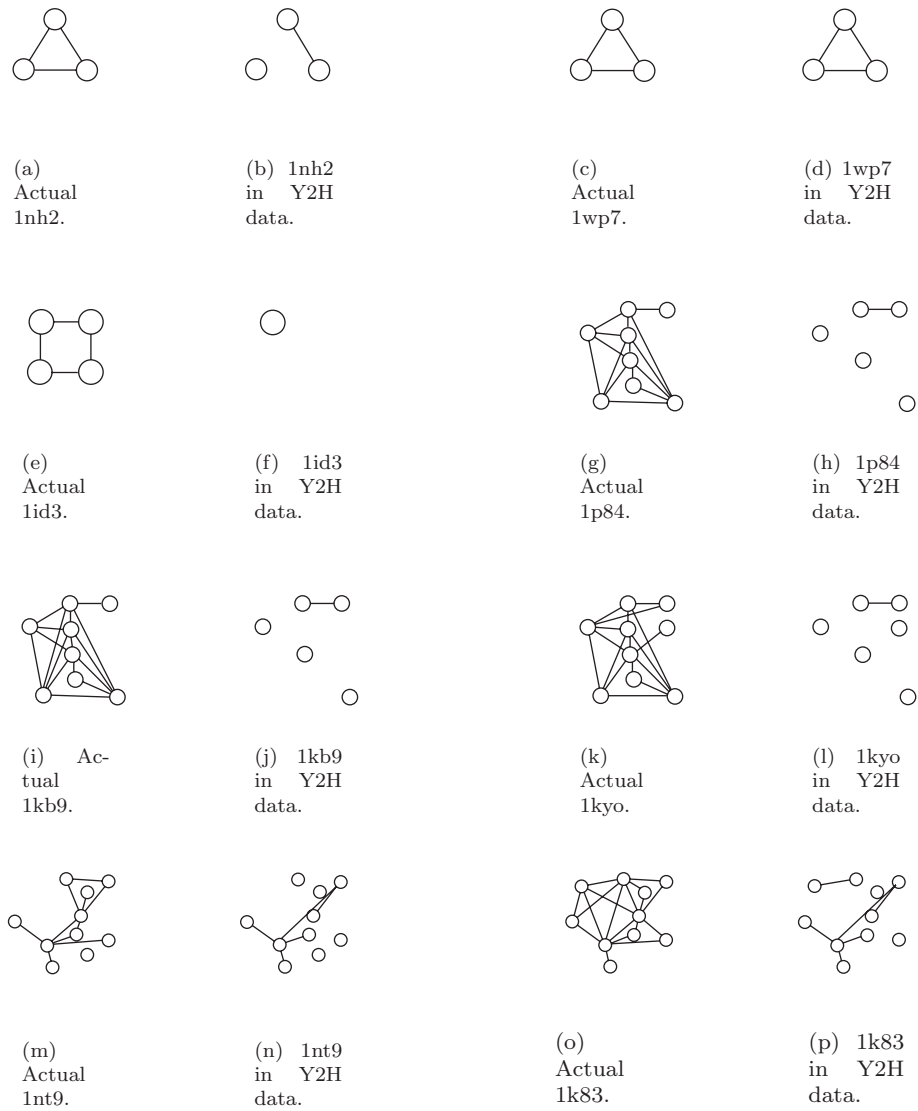 (a)
Actual
1nh2.
(b) 1nh2
in Y2H
data.
(c)
Actual
1wp7.
(d) 1wp7
in Y2H
data.
(e)
Actual
1id3.
(f) 1id3
in Y2H
data.
(g)
Actual
1p84.
(h) 1p84
in Y2H
data.
(i) Ac-
tual
1kb9.
(j) 1kb9
in Y2H
data.
(k)
Actual
1kyo.
(l) 1kyo
in Y2H
data.
(m)
Actual
1nt9.
(n) 1nt9
in Y2H
data.
(o)
Actual
1k83.
(p) 1k83
in Y2H
data.